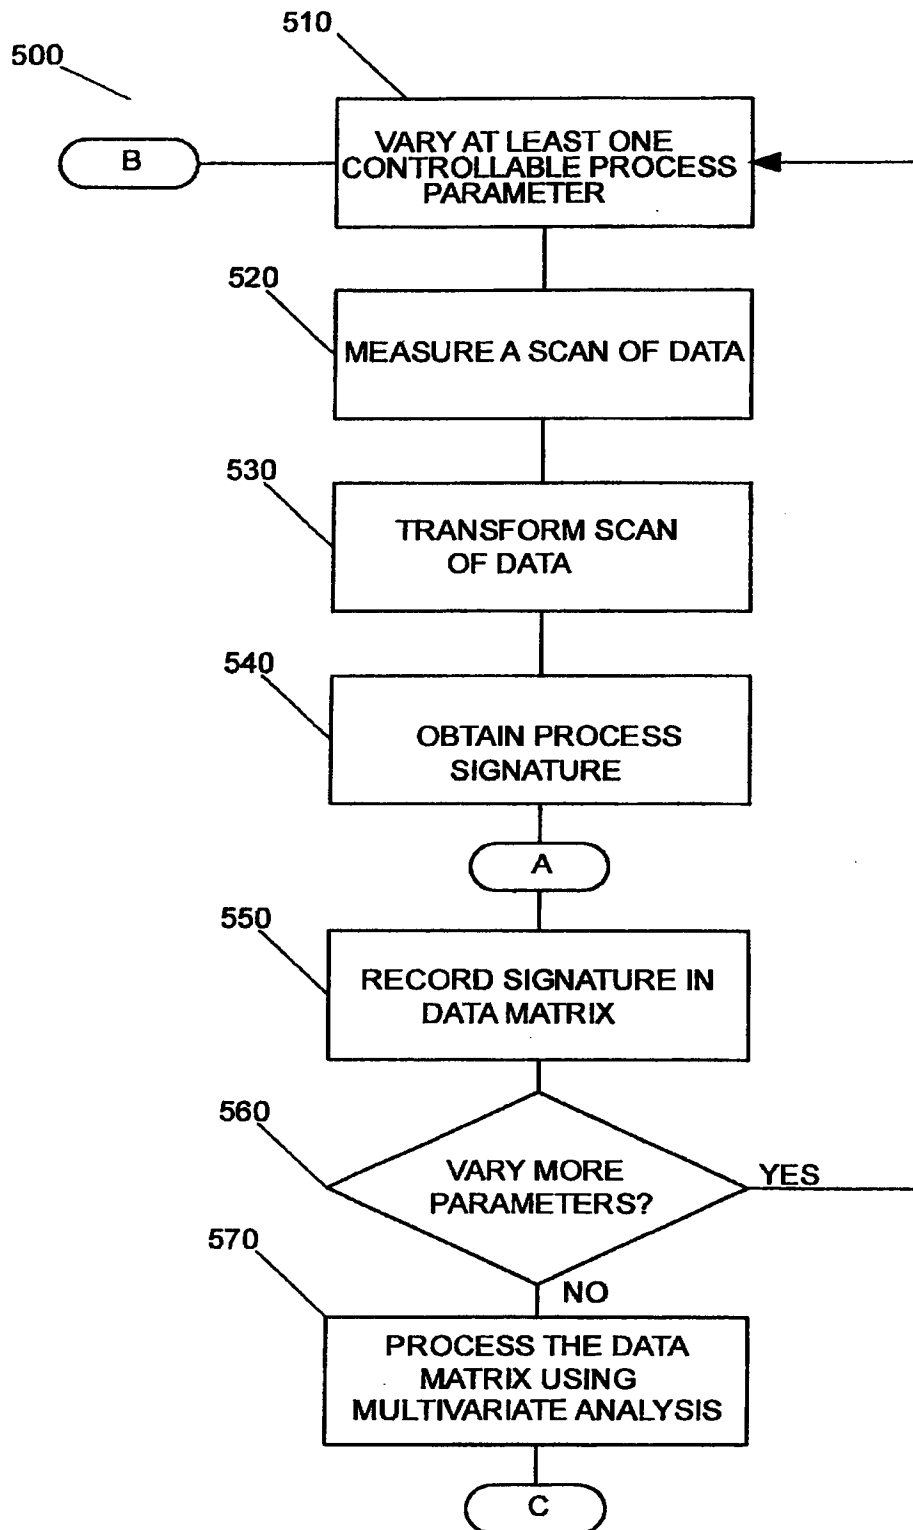 500
510
B
VARY AT LEAST ONE
CONTROLLABLE PROCESS
PARAMETER
520
MEASURE A SCAN OF DATA
530
TRANSFORM SCAN
OF DATA
540
OBTAIN PROCESS
SIGNATURE
A
550
RECORD SIGNATURE IN
DATA MATRIX
560
VARY MORE
PARAMETERS?
YES
570
NO
PROCESS THE DATA
MATRIX USING
MULTIVARIATE ANALYSIS
C